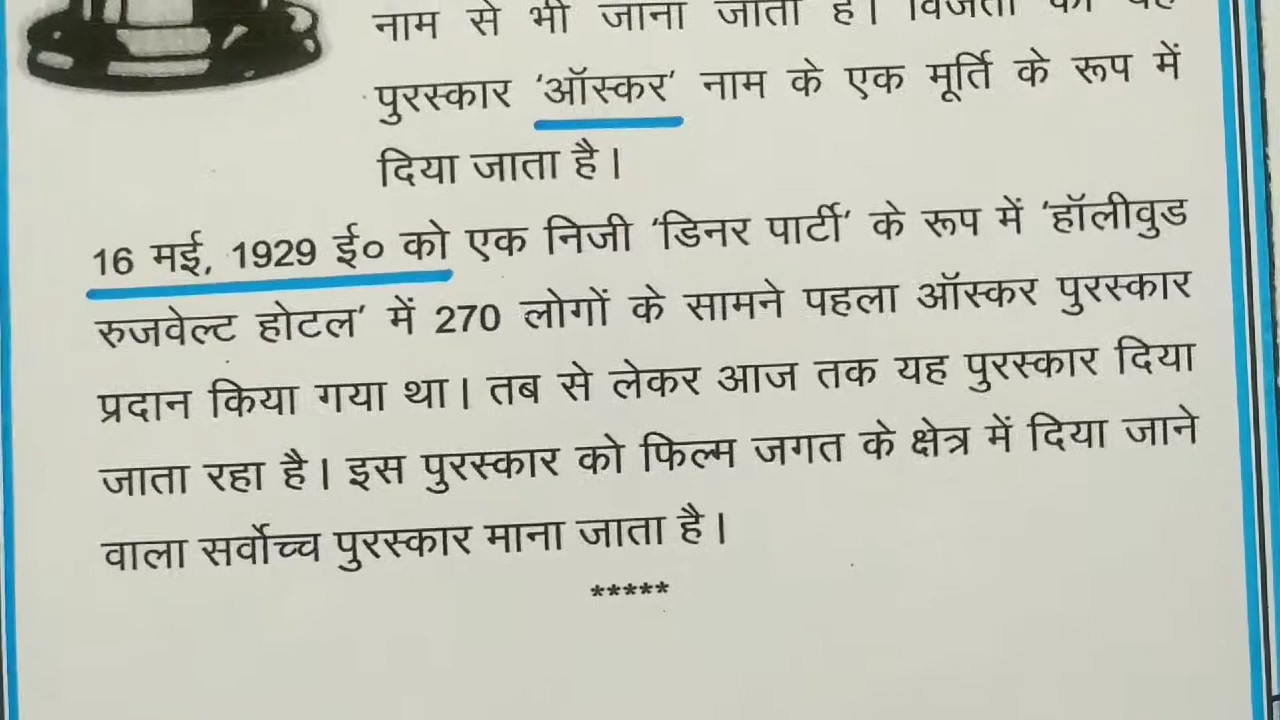 नाम से भी जाना जाता है। विजेता को यह
पुरस्कार 'ऑस्कर' नाम के एक मूर्ति के रूप में
दिया जाता है।
16 मई, 1929 ई० को एक निजी 'डिनर पार्टी' के रूप में 'हॉलीवुड
रुजवेल्ट होटल' में 270 लोगों के सामने पहला ऑस्कर पुरस्कार
प्रदान किया गया था। तब से लेकर आज तक यह पुरस्कार दिया
जाता रहा है। इस पुरस्कार को फिल्म जगत के क्षेत्र में दिया जाने
वाला सर्वोच्च पुरस्कार माना जाता है।
*****